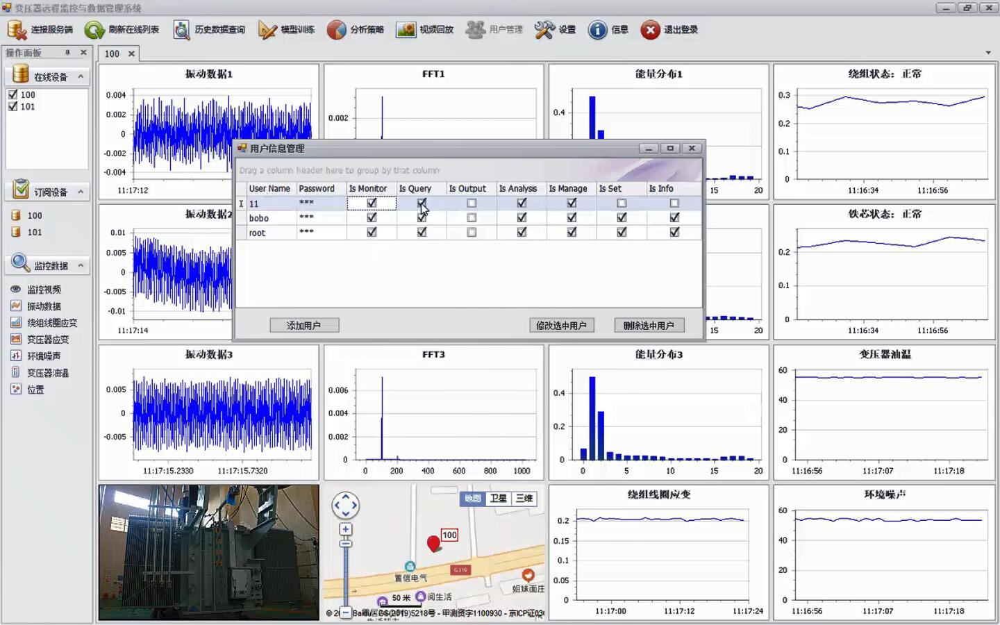 变压器远程监控与数据管理系统
连接服务端 刷新在线列表 历史数据查询 模型训练 分析策略 视频回放 用户管理 设置 信息 退出登录
操作面板
100
在线设备
100
101
订阅设备
100
101
监控数据
监控视频
振动数据
绕组线圈应变
变压器应变
环境噪声
变压器油温
位置
振动数据1
0.004
0.002
0
-0.002
-0.004
11:17:12
FFT1
0.002
能量分布1
0.4
15 20
绕组状态: 正常
0.3
0.2
0.1
0
11:16:34 11:16:56
用户信息管理
Drag a column header here to group by that column
User Name Password Is Monitor Is Query Is Output Is Analysis Is Manage Is Set Is Info
11 ***
bobo ***
root ***
添加用户 修改选中用户 删除选中用户
振动数据2
0.01
0.005
0
-0.005
-0.01
11:17:14
15 20
铁芯状态: 正常
0.2
0.1
0
11:16:34 11:16:56
振动数据3
0.005
0
-0.005
11:17:15.2330 11:17:15.7320
FFT3
0.006
0.004
0.002
0
0 200 400 600 800 1000
能量分布3
0.4
0.2
0
0 5 10 15 20
变压器油温
60
40
20
0
11:16:56 11:17:07 11:17:18
地图 卫星 三维
100
G319
置信电气
姐妹面庄
50 米 闻生活
Baidu - GS(2019)5218号 - 甲测资字1100930 - 京ICP证03
绕组线圈应变
0.2
0.15
0.1
0.05
0
11:17:00 11:17:12 11:17:24
环境噪声
60
40
20
0
11:16:56 11:17:07 11:17:18